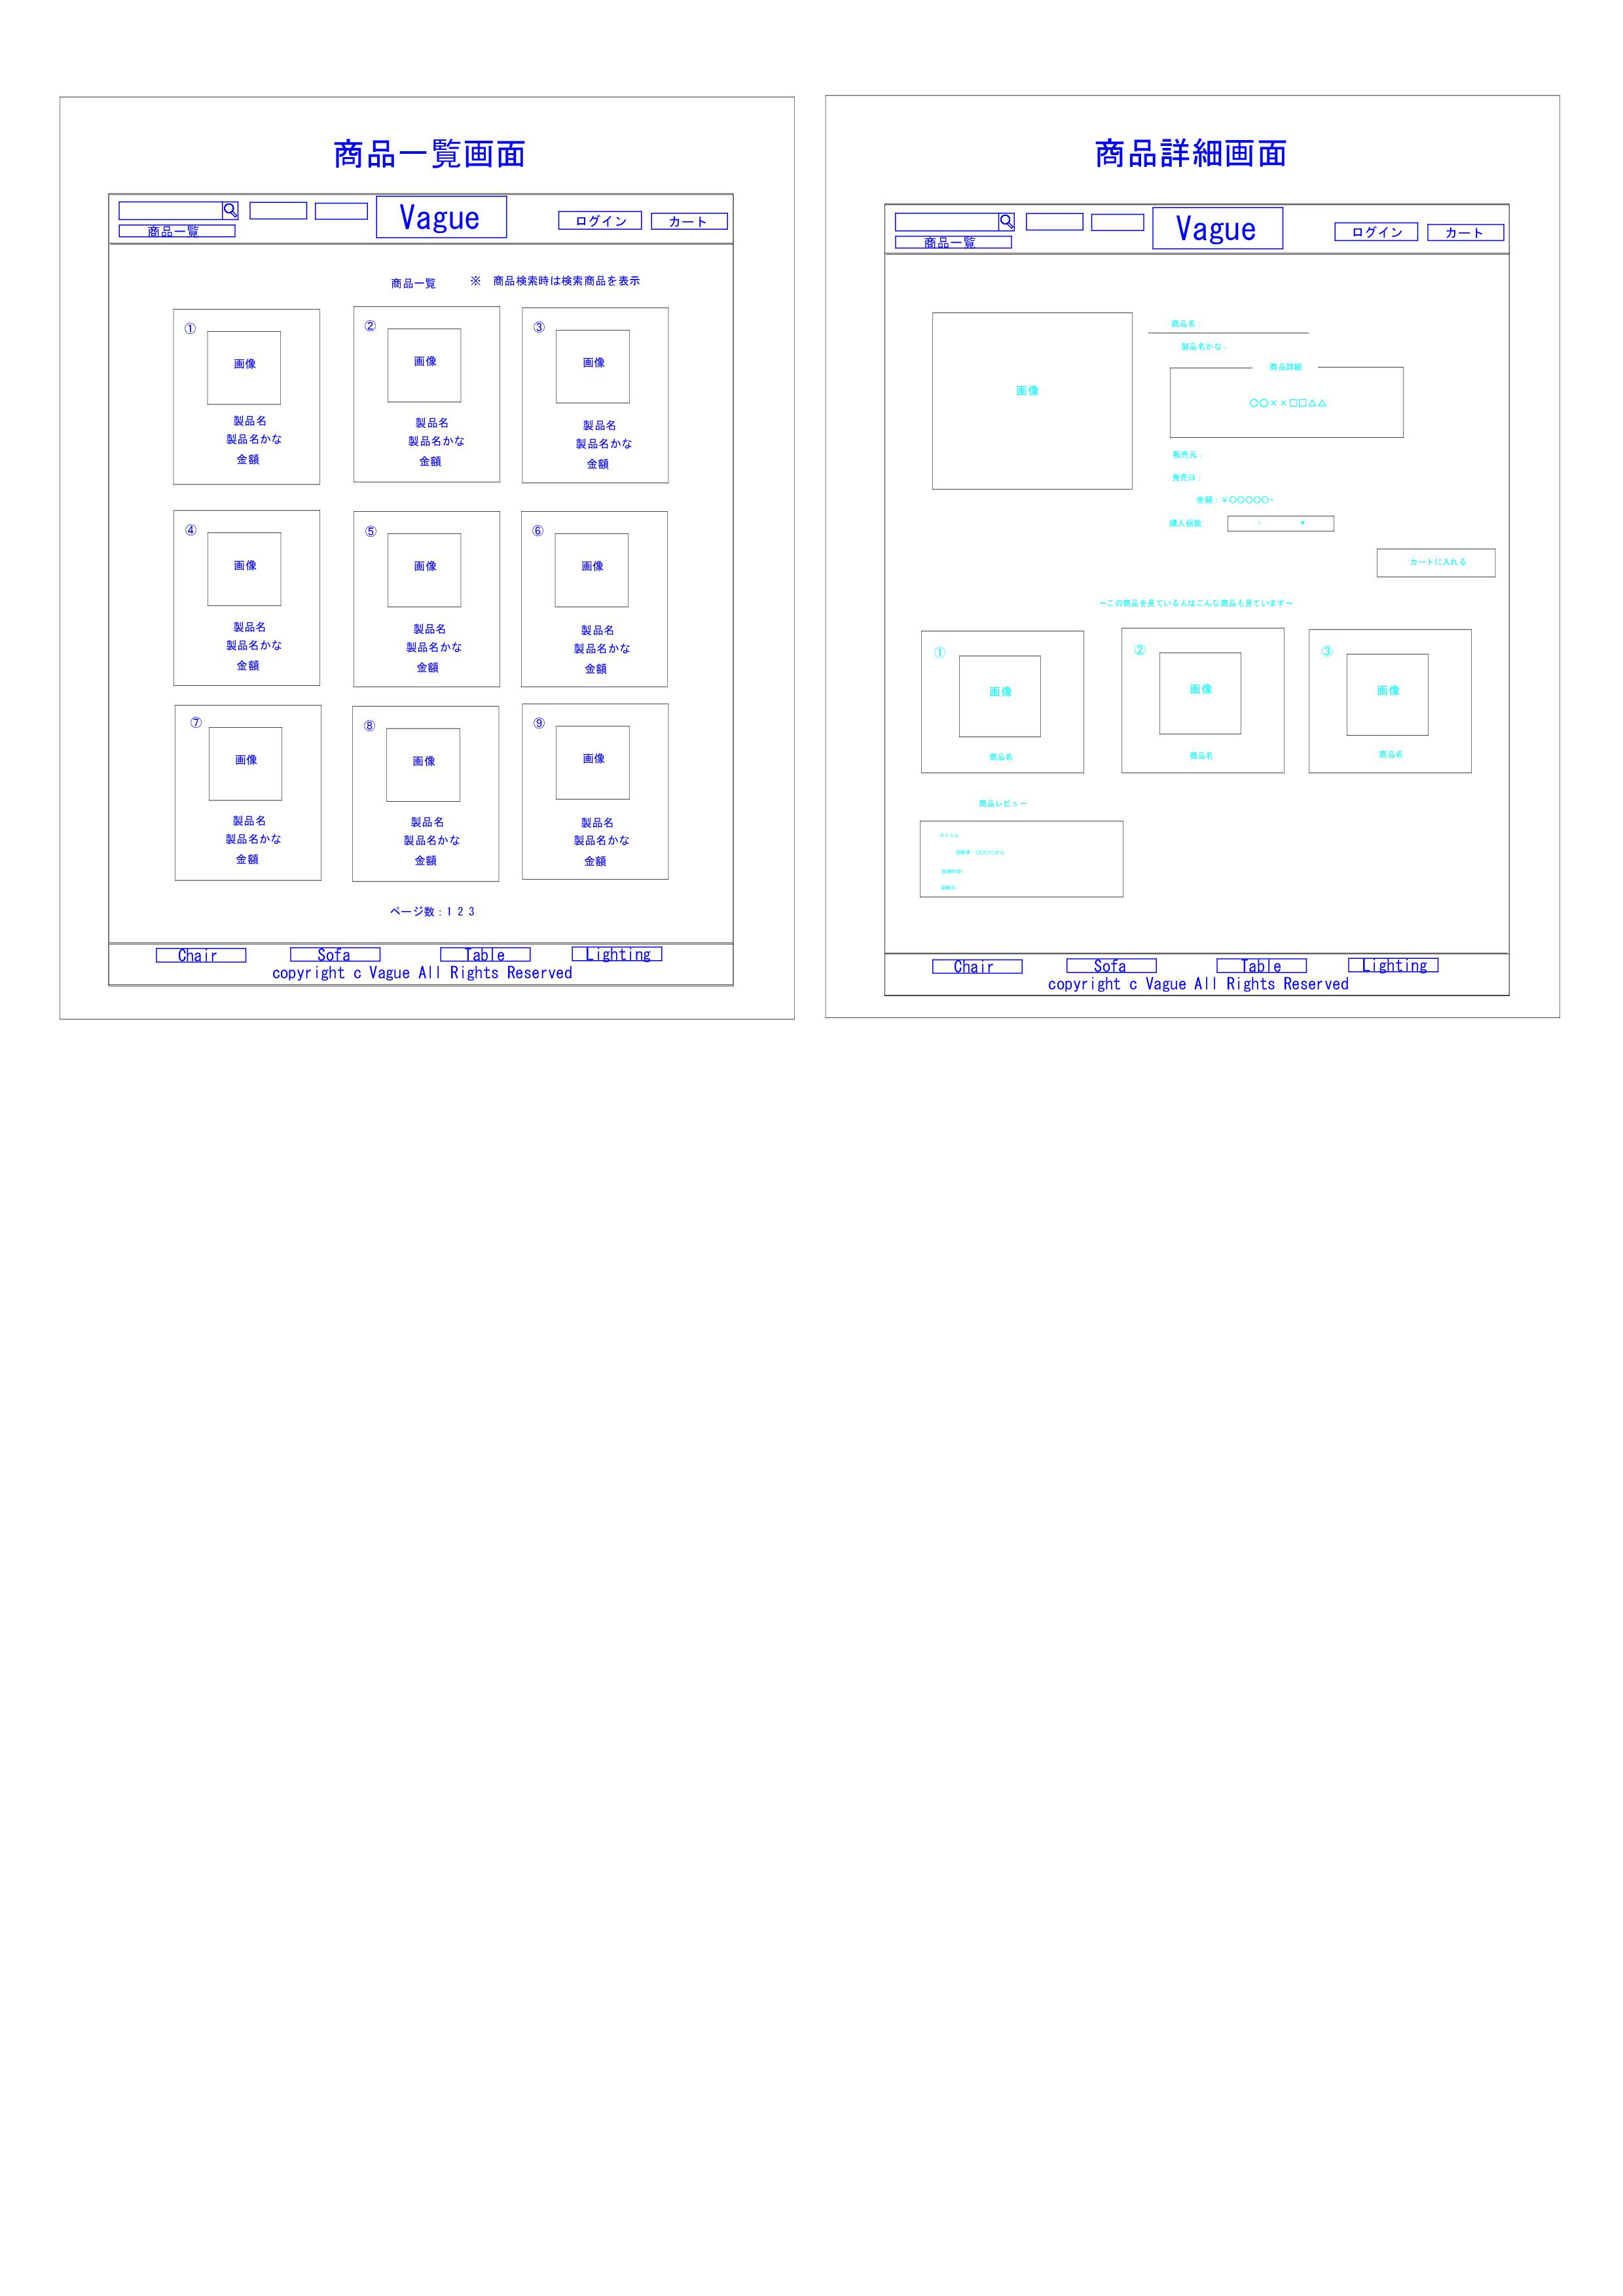 商品一覧画面
Vague
ログイン
カート
商品一覧
商品一覧 ※ 商品検索時は検索商品を表示
①
画像
製品名
製品名かな
金額
②
画像
製品名
製品名かな
金額
③
画像
製品名
製品名かな
金額
④
画像
製品名
製品名かな
金額
⑤
画像
製品名
製品名かな
金額
⑥
画像
製品名
製品名かな
金額
⑦
画像
製品名
製品名かな
金額
⑧
画像
製品名
製品名かな
金額
⑨
画像
製品名
製品名かな
金額
ページ数：1 2 3
Chair Sofa Table Lighting
copyright c Vague All Rights Reserved
商品詳細画面
Vague
ログイン
カート
商品一覧
画像
商品名：
製品名かな：
商品詳細
〇〇××□□△△
販売元：
発売日：
金額：￥〇〇〇〇〇-
購入個数
▼
カートに入れる
～この商品を見ている人はこんな商品も見ています～
①
画像
商品名
②
画像
商品名
③
画像
商品名
商品レビュー
タイトル
投稿者：〇〇〇〇さん
投稿内容
投稿日
Chair Sofa Table Lighting
copyright c Vague All Rights Reserved